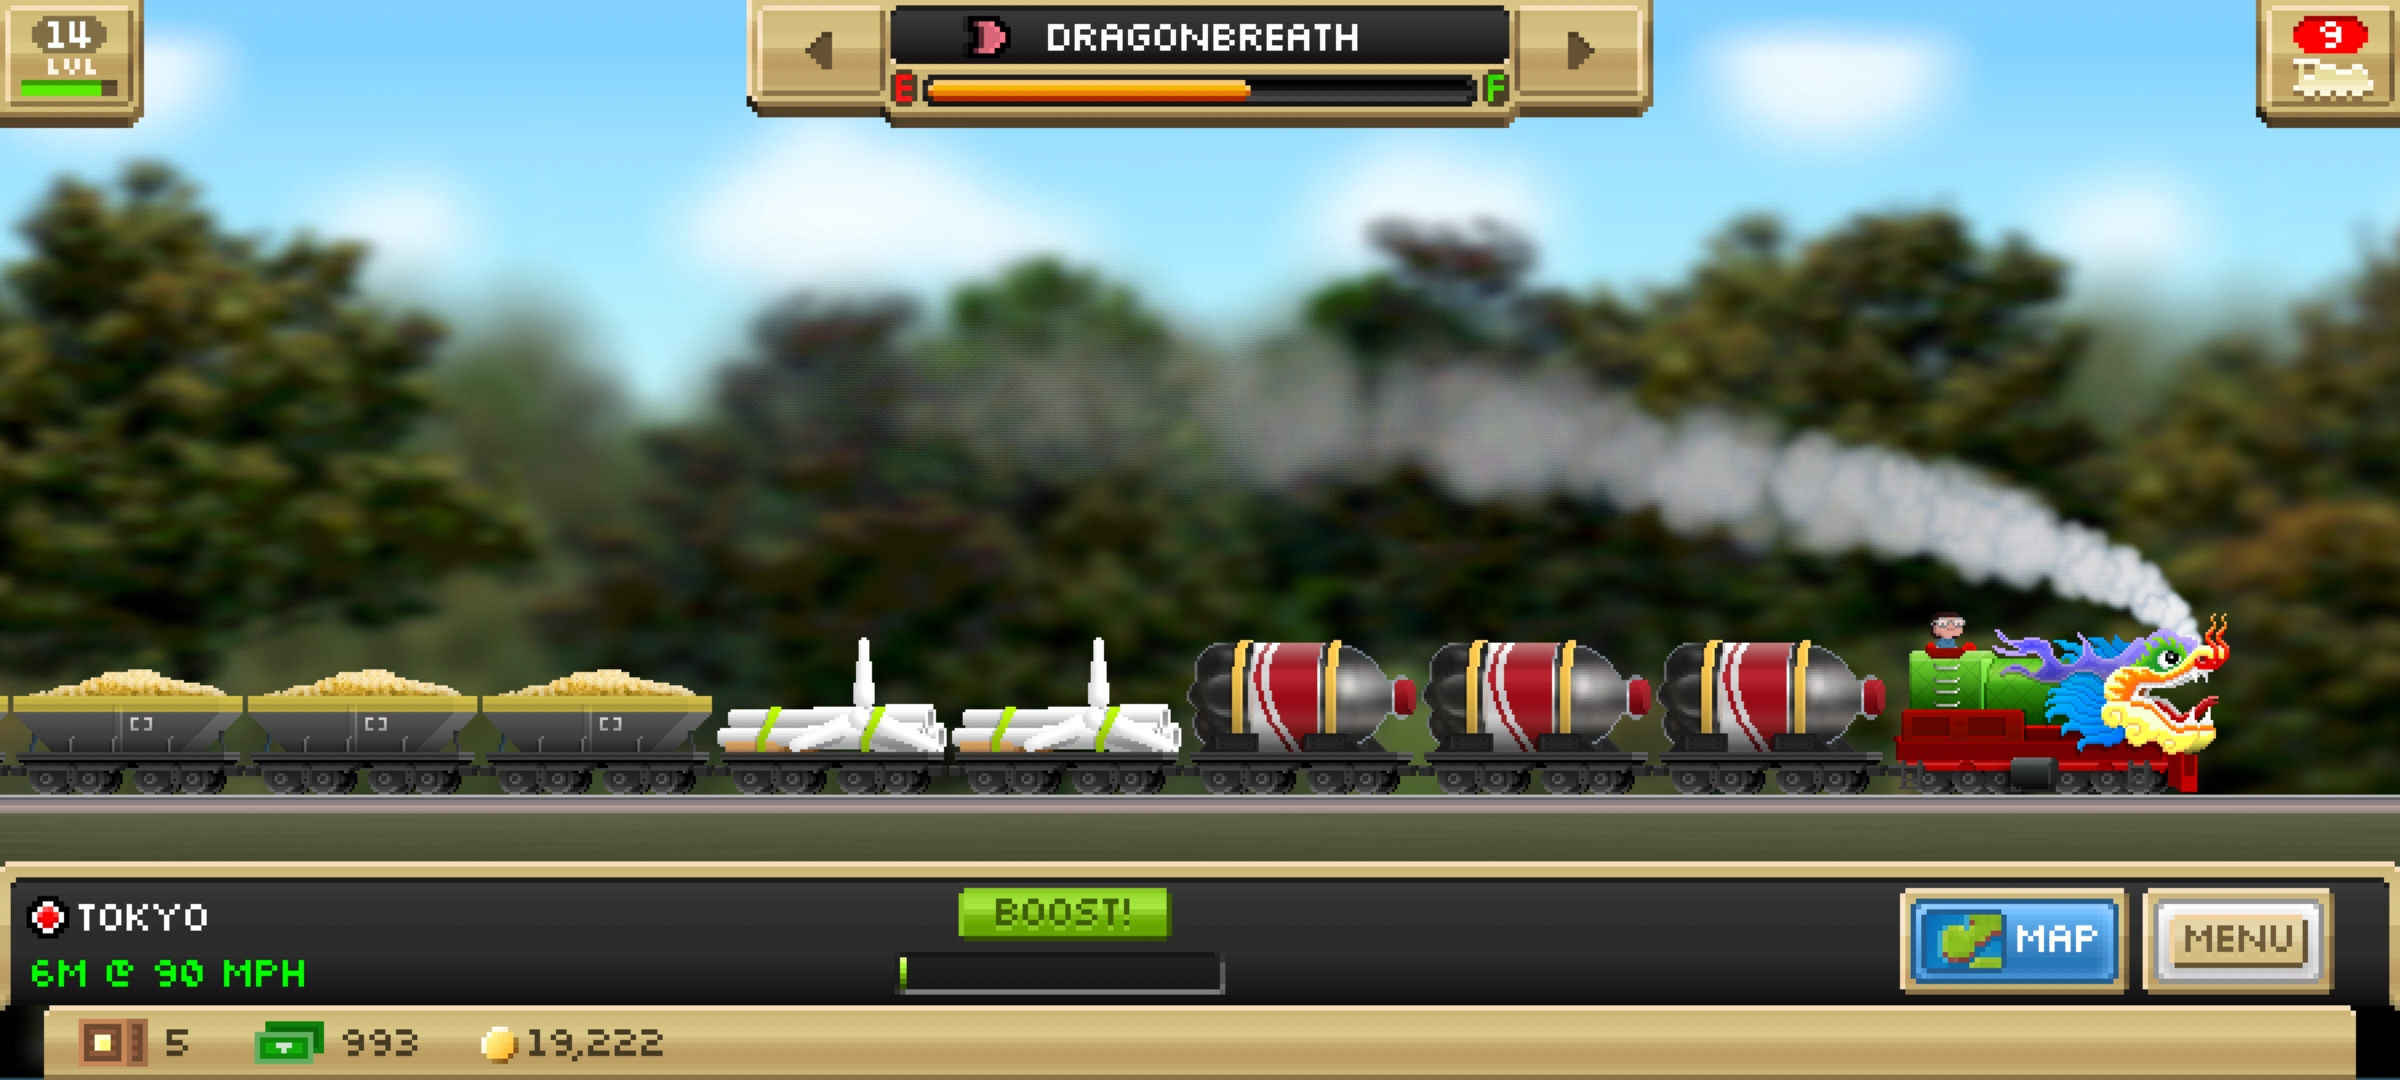 14
LVL
DRAGONBREATH
E F
9
TOKYO
6M @ 90 MPH
BOOST!
MAP
MENU
5
993
19,222